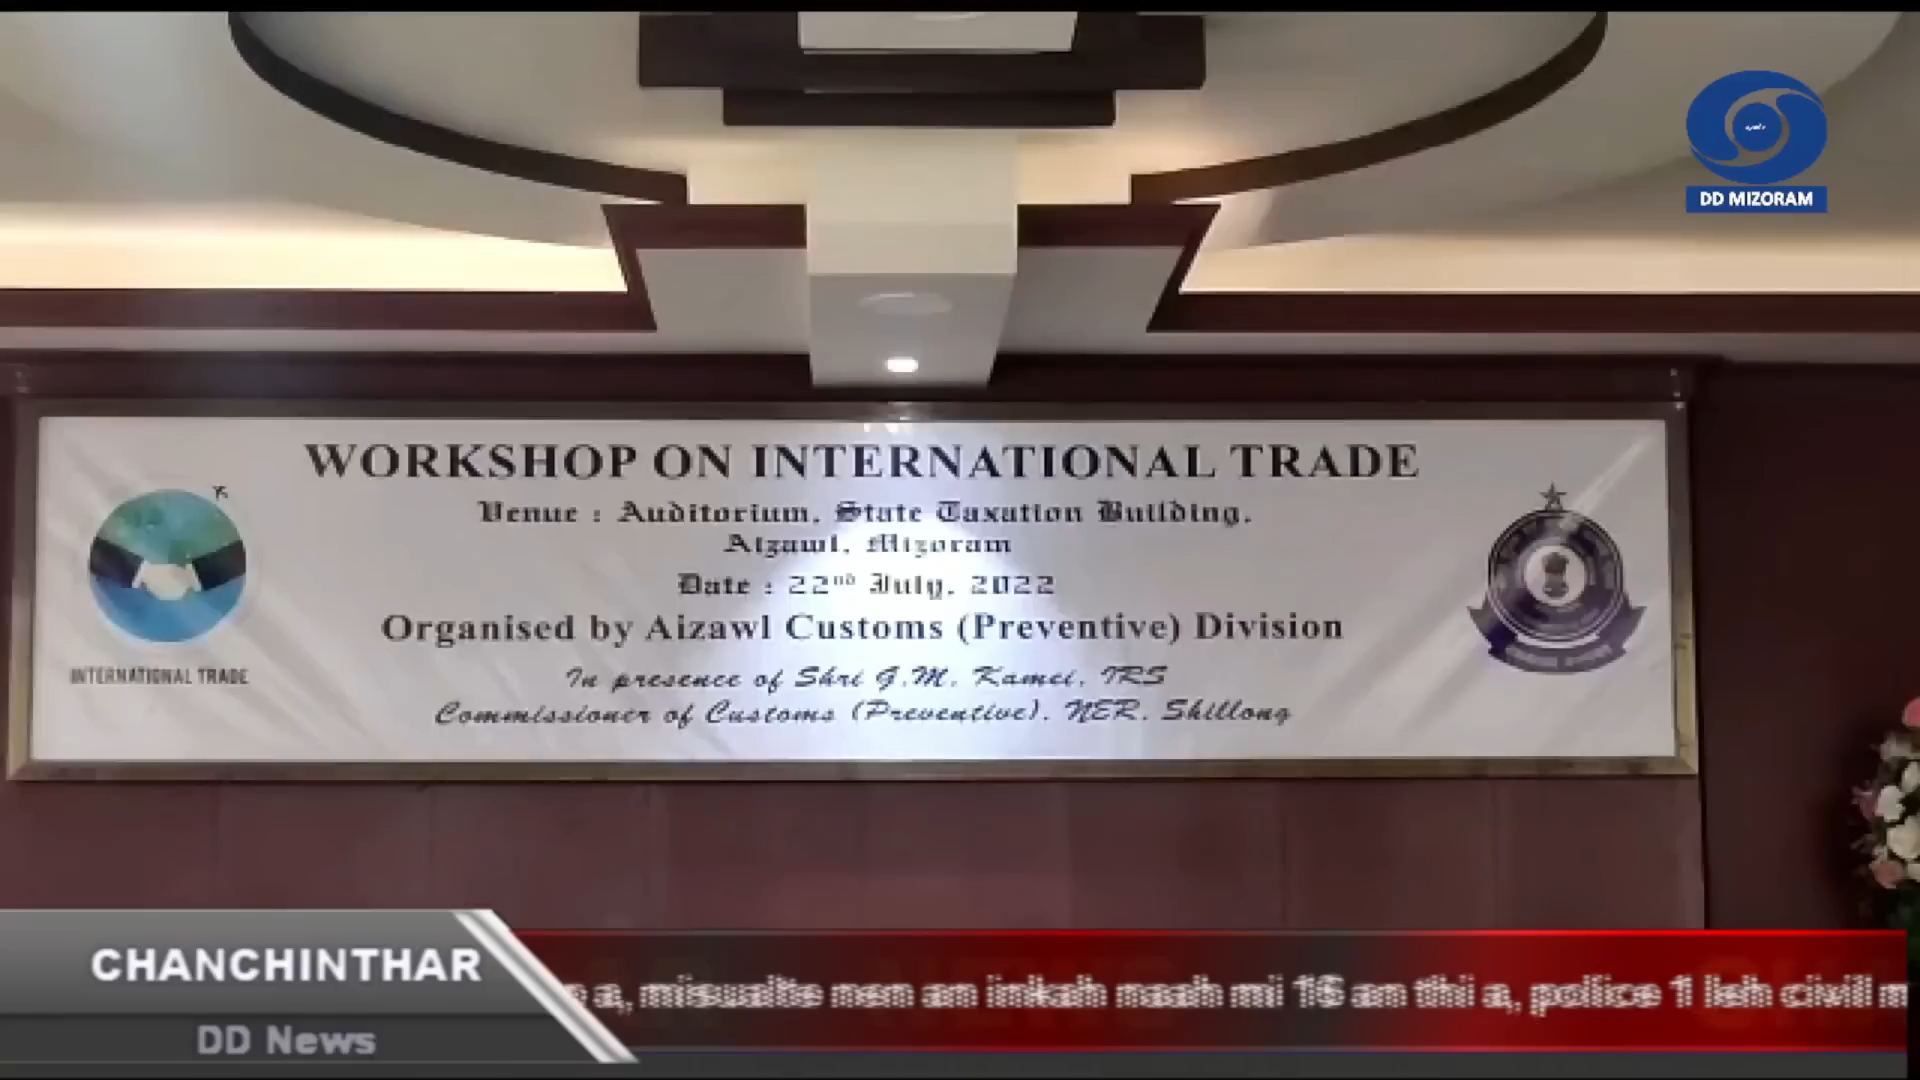 DD MIZORAM
WORKSHOP ON INTERNATIONAL TRADE
Venue : Auditorium, State Taxation Building,
Aizawl, Mizoram
Date : 22nd July, 2022
Organised by Aizawl Customs (Preventive) Division
In presence of Shri G.M. Kamei, IRS
Commissioner of Customs (Preventive), NER, Shillong
INTERNATIONAL TRADE
CHANCHINTHAR
a, misualte nen an inkah naah mi 16 an thi a, police 1 leh civil
DD News